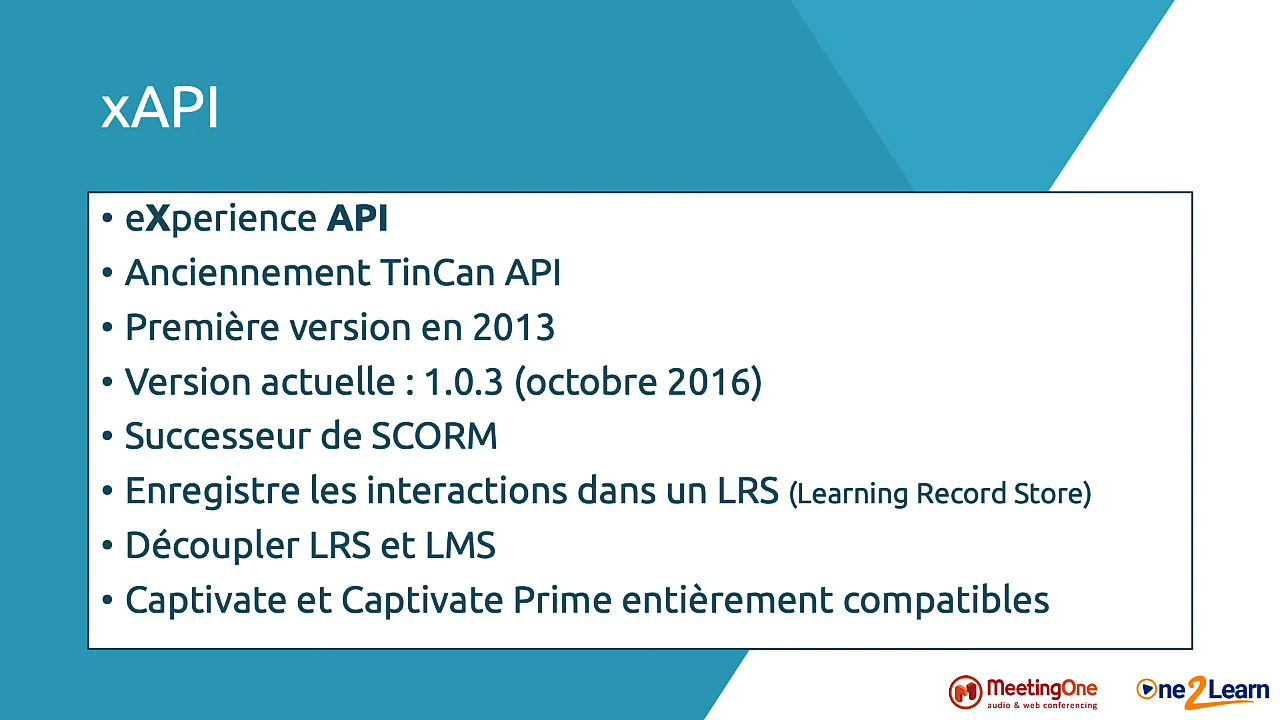 xAPI
• eXperience API
• Anciennement TinCan API
• Première version en 2013
• Version actuelle : 1.0.3 (octobre 2016)
• Successeur de SCORM
• Enregistre les interactions dans un LRS (Learning Record Store)
• Découpler LRS et LMS
• Captivate et Captivate Prime entièrement compatibles
MeetingOne
audio & web conferencing
One2Learn